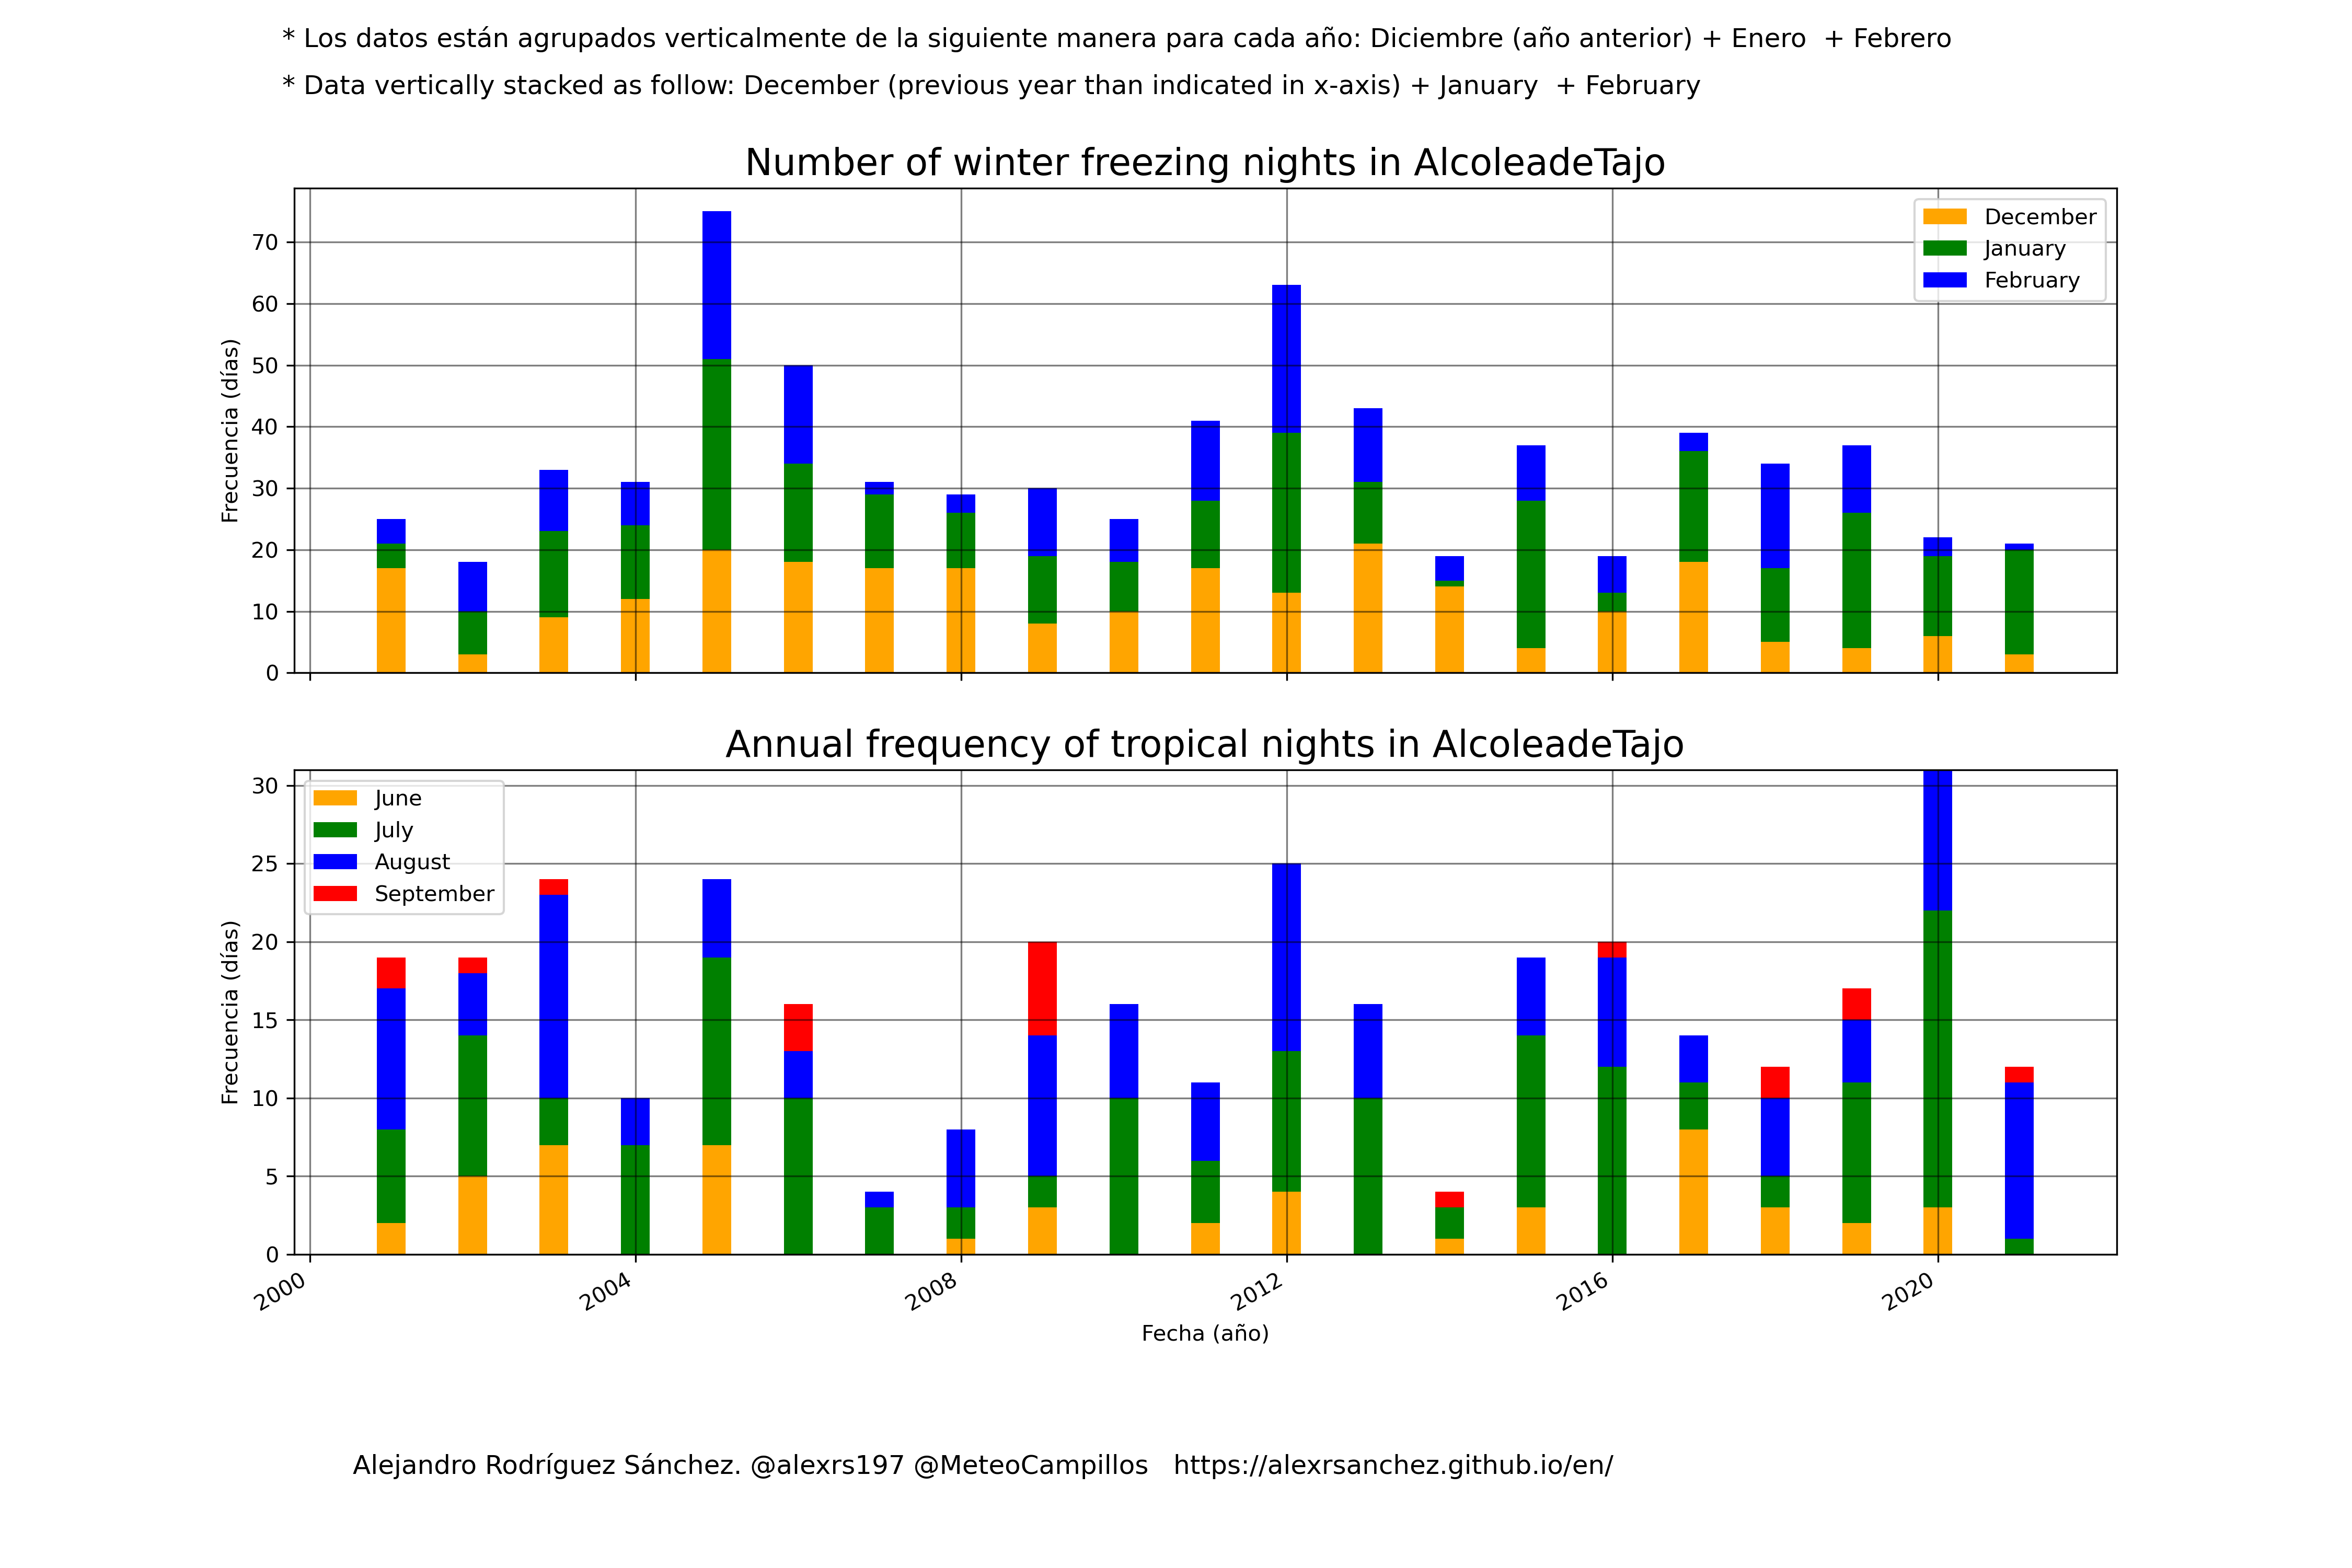 * Los datos están agrupados verticalmente de la siguiente manera para cada año: Diciembre (año anterior) + Enero  + Febrero
* Data vertically stacked as follow: December (previous year than indicated in x-axis) + January  + February
Number of winter freezing nights in AlcoleadeTajo
Frecuencia (días)
70
60
50
40
30
20
10
0
December
January
February
Annual frequency of tropical nights in AlcoleadeTajo
Frecuencia (días)
30
25
20
15
10
5
0
June
July
August
September
2000
2004
2008
2012
2016
2020
Fecha (año)
Alejandro Rodríguez Sánchez. @alexrs197 @MeteoCampillos   https://alexrsanchez.github.io/en/